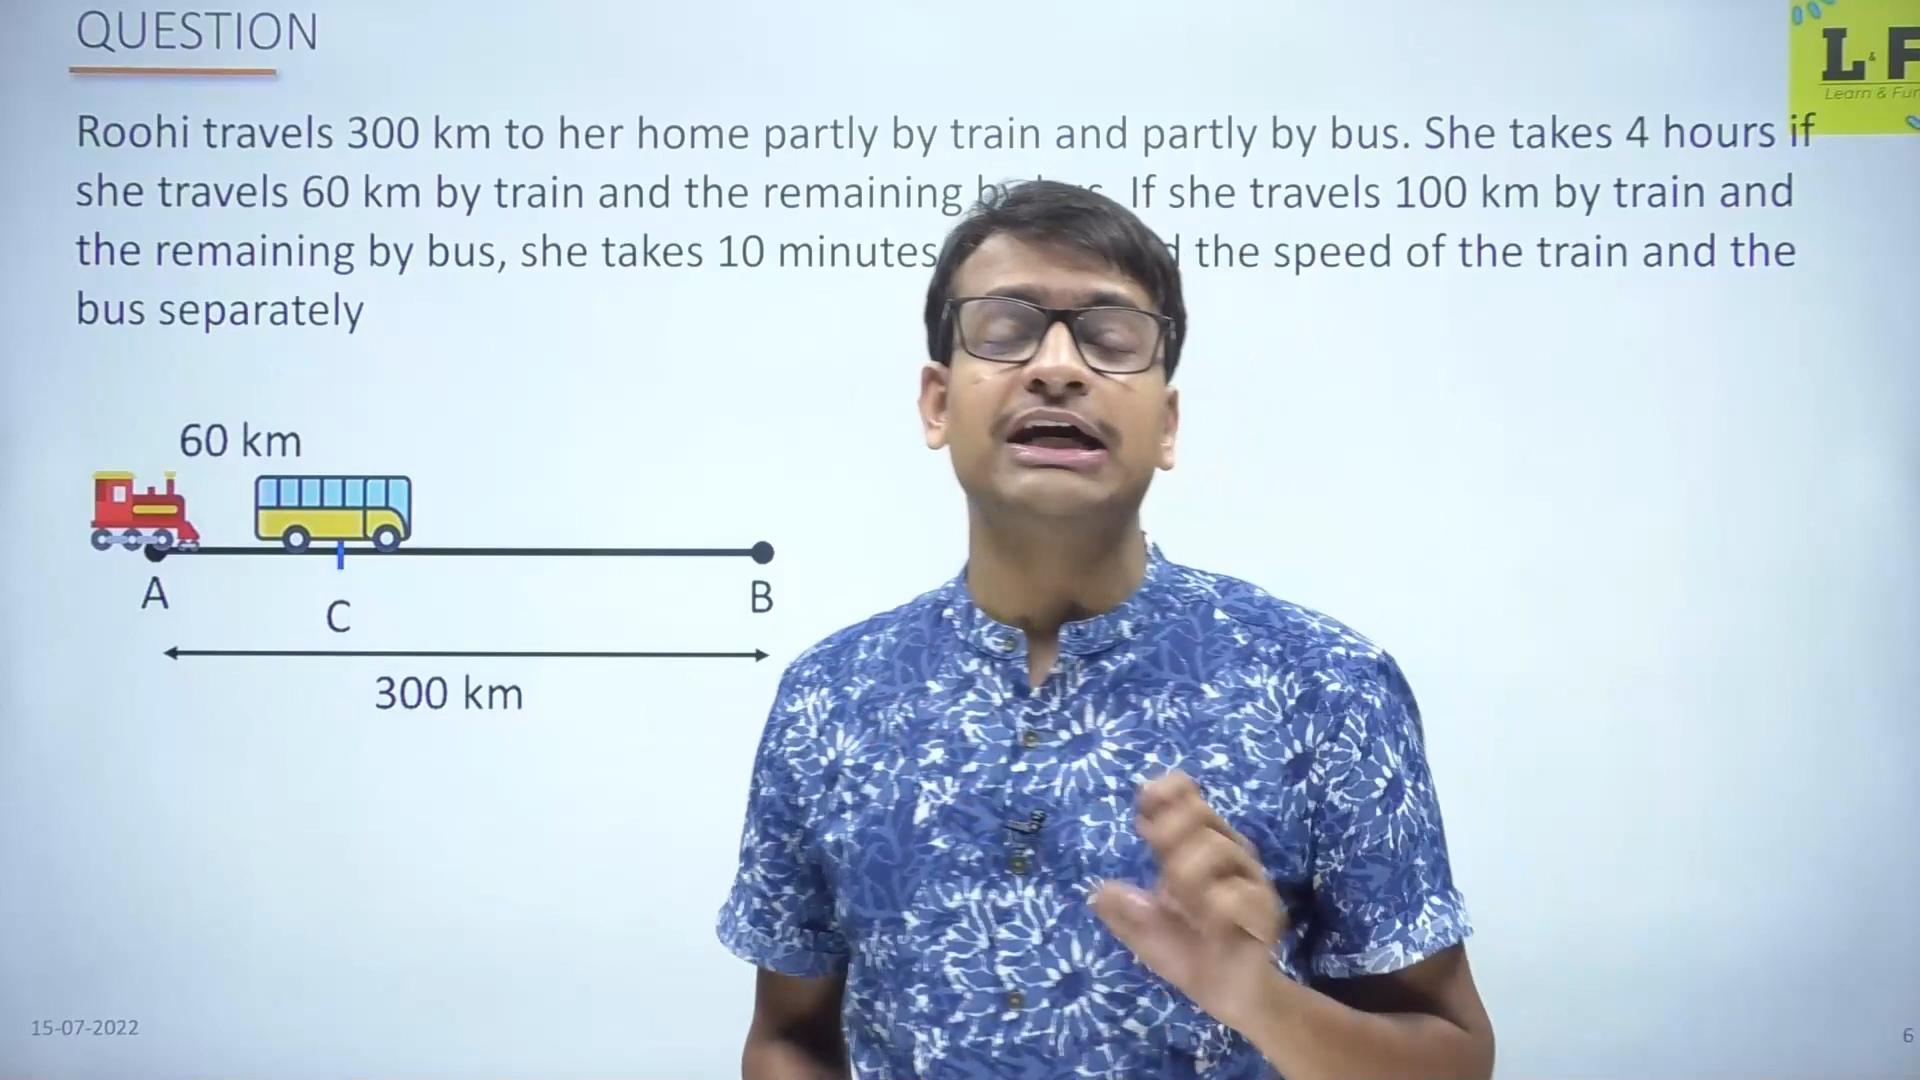 QUESTION
L & F
Learn & Fun
Roohi travels 300 km to her home partly by train and partly by bus. She takes 4 hours if
she travels 60 km by train and the remaining by If she travels 100 km by train and
the remaining by bus, she takes 10 minutes the speed of the train and the
bus separately
60 km
A
C
B
300 km
15-07-2022
6